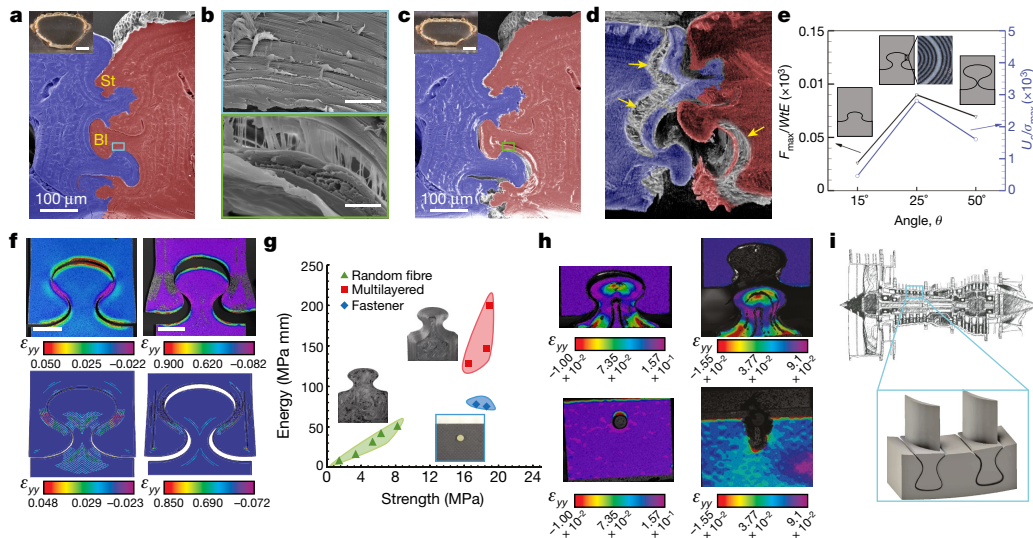 a
St
Bl
100 μm
b
c
100 μm
d
e
F_max/WtE (×10³)
0.15
0.10
0.05
0
15°
25°
50°
Angle, θ
5
4
3
2
1
0
U_o/σ_max (×10³)
f
ε_yy
0.050
0.025
−0.022
ε_yy
0.900
0.620
−0.082
ε_yy
0.048
0.029
−0.023
ε_yy
0.850
0.690
−0.072
g
Random fibre
Multilayered
Fastener
Energy (MPa mm)
250
200
150
100
50
0
0
4
8
12
16
20
24
Strength (MPa)
h
ε_yy
−1.00 × 10⁻²
7.35 × 10⁻²
1.57 × 10⁻¹
ε_yy
−1.55 × 10⁻²
3.77 × 10⁻²
9.1 × 10⁻²
ε_yy
−1.00 × 10⁻²
7.35 × 10⁻²
1.57 × 10⁻¹
ε_yy
−1.55 × 10⁻²
3.77 × 10⁻²
9.1 × 10⁻²
i